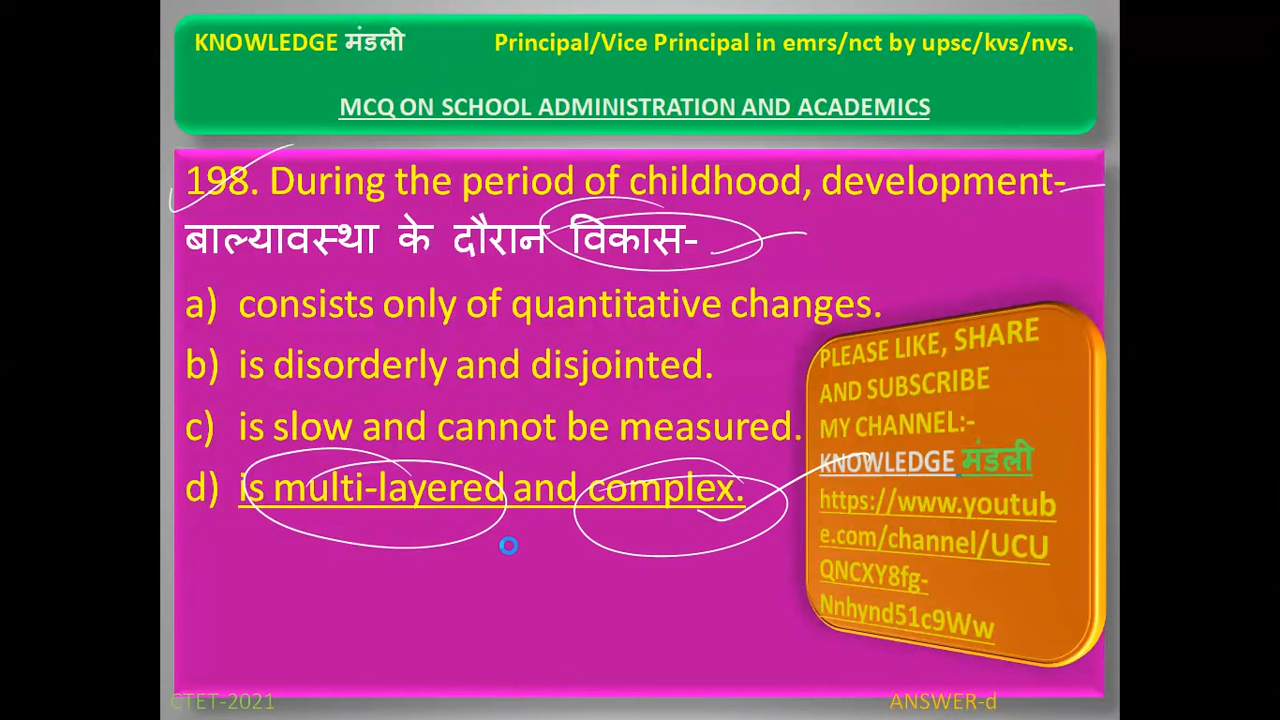 KNOWLEDGE मंडली Principal/Vice Principal in emrs/nct by upsc/kvs/nvs.
MCQ ON SCHOOL ADMINISTRATION AND ACADEMICS
198. During the period of childhood, development-
बाल्यावस्था के दौरान विकास-
a) consists only of quantitative changes.
b) is disorderly and disjointed.
c) is slow and cannot be measured.
d) is multi-layered and complex.
PLEASE LIKE, SHARE
AND SUBSCRIBE
MY CHANNEL:-
KNOWLEDGE मंडली
https://www.youtub
e.com/channel/UCU
QNCXY8fg-
Nnhynd51c9Ww
CTET-2021 ANSWER-d